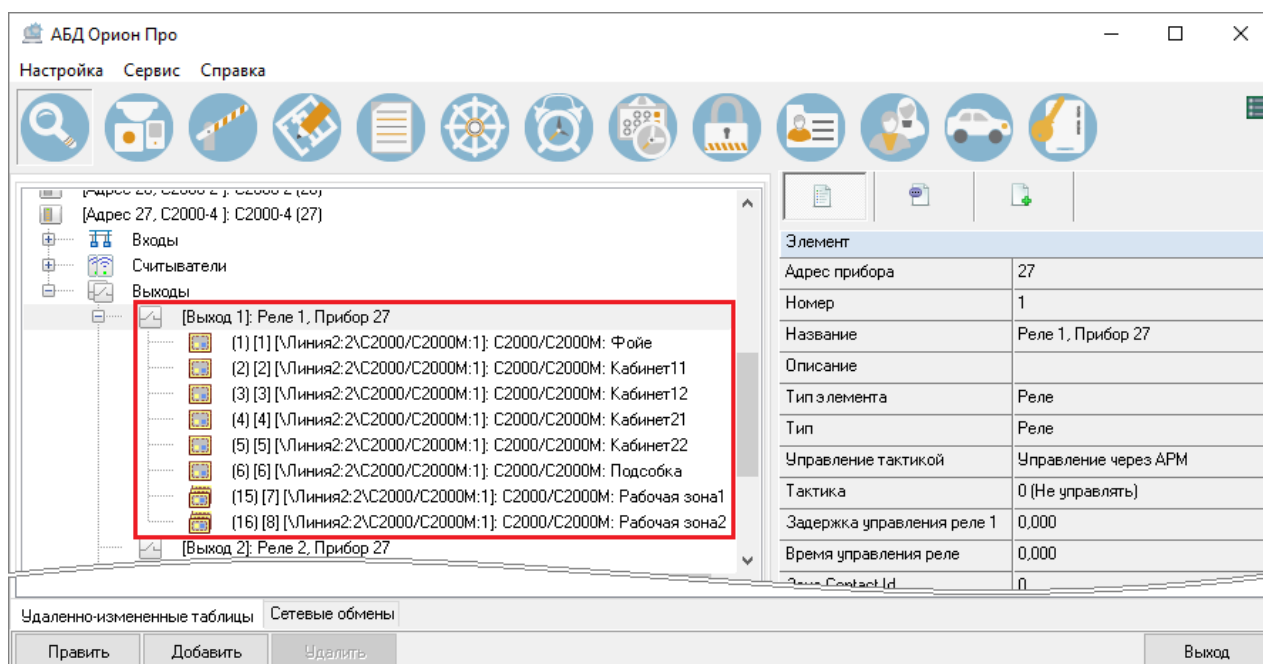 АБД Орион Про
Настройка Сервис Справка
[Адрес 27, С2000-4 ]: С2000-4 (27)
Входы
Считыватели
Выходы
[Выход 1]: Реле 1, Прибор 27
(1) [1] [\Линия2:2\С2000/С2000М:1]: С2000/С2000М: Фойе
(2) [2] [\Линия2:2\С2000/С2000М:1]: С2000/С2000М: Кабинет11
(3) [3] [\Линия2:2\С2000/С2000М:1]: С2000/С2000М: Кабинет12
(4) [4] [\Линия2:2\С2000/С2000М:1]: С2000/С2000М: Кабинет21
(5) [5] [\Линия2:2\С2000/С2000М:1]: С2000/С2000М: Кабинет22
(6) [6] [\Линия2:2\С2000/С2000М:1]: С2000/С2000М: Подсобка
(15) [7] [\Линия2:2\С2000/С2000М:1]: С2000/С2000М: Рабочая зона1
(16) [8] [\Линия2:2\С2000/С2000М:1]: С2000/С2000М: Рабочая зона2
[Выход 2]: Реле 2, Прибор 27
Элемент
Адрес прибора 27
Номер 1
Название Реле 1, Прибор 27
Описание
Тип элемента Реле
Тип Реле
Управление тактикой Управление через АРМ
Тактика 0 (Не управлять)
Задержка управления реле 1 0,000
Время управления реле 0,000
Удаленно-измененные таблицы Сетевые обмены
Править Добавить Удалить Выход